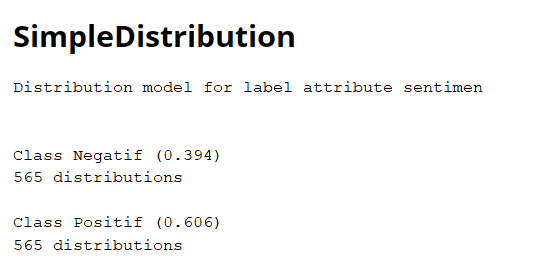 SimpleDistribution
Distribution model for label attribute sentimen
Class Negatif (0.394)
565 distributions
Class Positif (0.606)
565 distributions